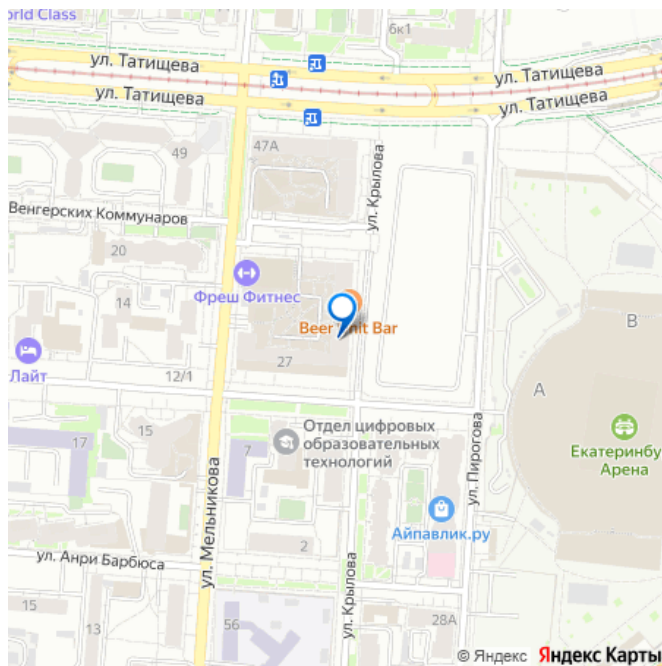 orld Class
6к1
ул. Татищева
ул. Татищева
ул. Татищева
ул. Татищева
47А
49
ул. Крылова
Венгерских Коммунаров
20
B
Фреш Фитнес
14
Beer Unit Bar
Лайт
12/1
27
A
Отдел цифровых
образовательных
технологий
15
17
7
Екатеринбу
Арена
ул. Мельникова
ул. Пирогова
Айпавлик.ру
2
ул. Анри Барбюса
ул. Крылова
15
13
56
28А
© Яндекс Яндекс Карты